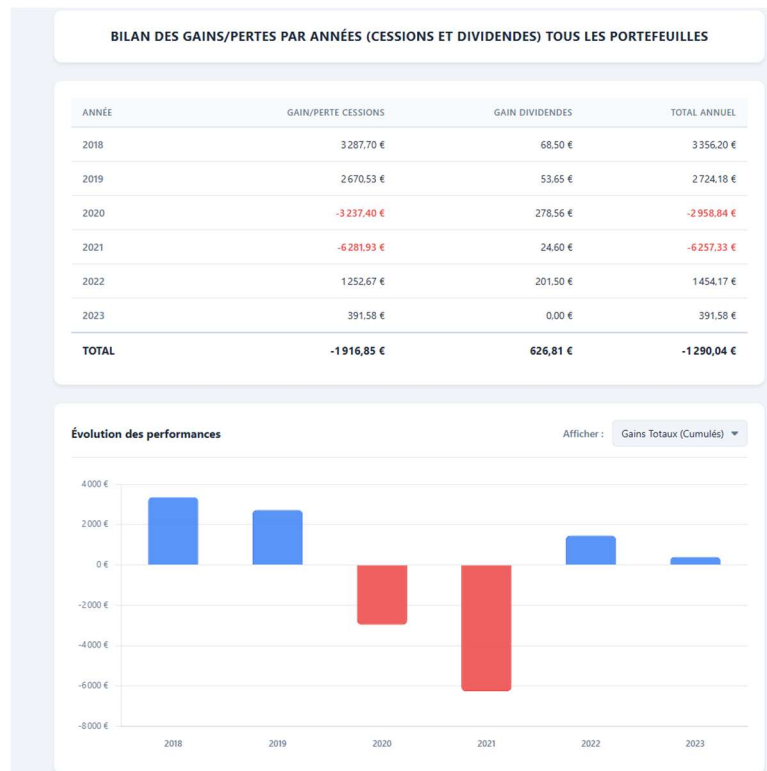 BILAN DES GAINS/PERTES PAR ANNÉES (CESSIONS ET DIVIDENDES) TOUS LES PORTEFEUILLES
ANNÉE GAIN/PERTE CESSIONS GAIN DIVIDENDES TOTAL ANNUEL
2018 3 287,70 € 68,50 € 3 356,20 €
2019 2 670,53 € 53,65 € 2 724,18 €
2020 -3 237,40 € 278,56 € -2 958,84 €
2021 -6 281,93 € 24,60 € -6 257,33 €
2022 1 252,67 € 201,50 € 1 454,17 €
2023 391,58 € 0,00 € 391,58 €
TOTAL -1 916,85 € 626,81 € -1 290,04 €
Évolution des performances Afficher : Gains Totaux (Cumulés)
4 000 €
2 000 €
0 €
-2 000 €
-4 000 €
-6 000 €
-8 000 €
2018 2019 2020 2021 2022 2023